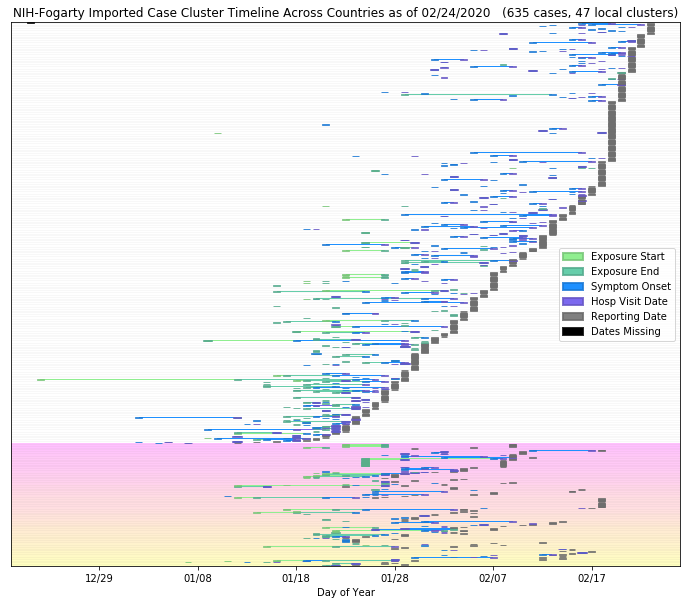 NIH-Fogarty Imported Case Cluster Timeline Across Countries as of 02/24/2020 (635 cases, 47 local clusters)
Exposure Start
Exposure End
Symptom Onset
Hosp Visit Date
Reporting Date
Dates Missing
12/29 01/08 01/18 01/28 02/07 02/17
Day of Year